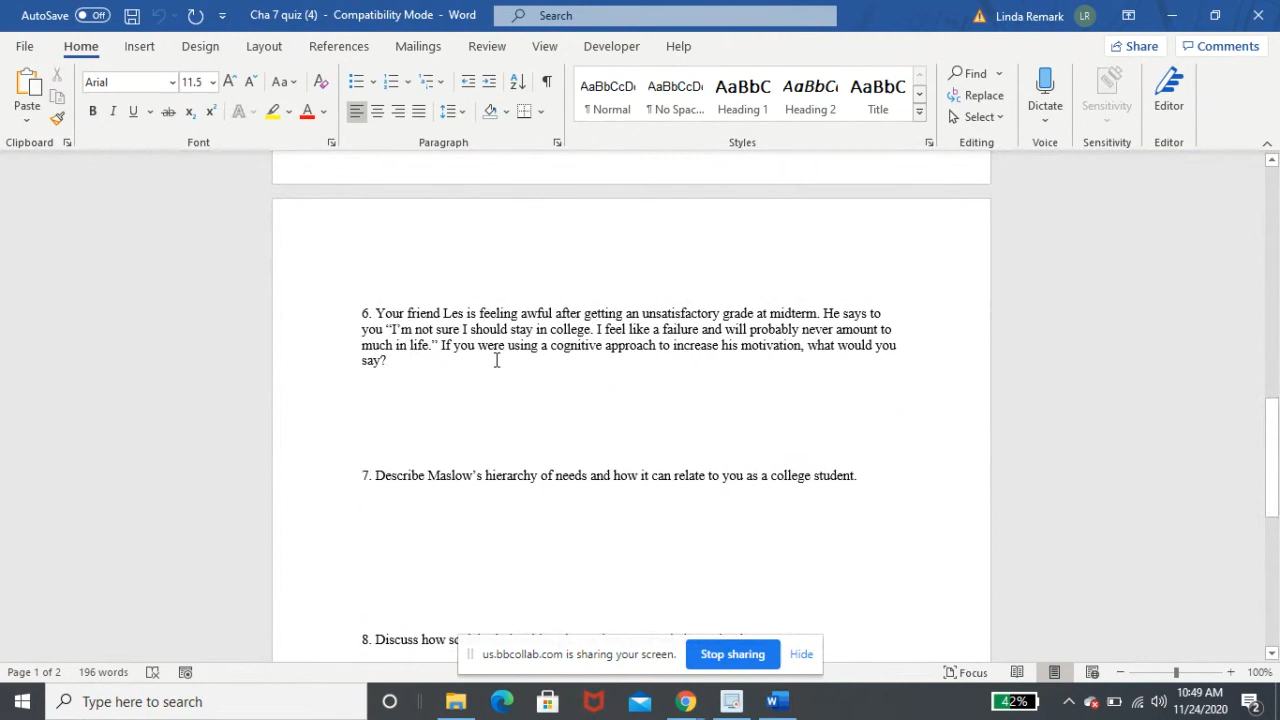 AutoSave Off Cha 7 quiz (4) - Compatibility Mode - Word Search Linda Remark LR
File Home Insert Design Layout References Mailings Review View Developer Help Share Comments
Paste Arial 11.5 Aa AaBbCcDc AaBbCcDc AaBbC AaBbCc AaBbC Find Replace Select Dictate Sensitivity Editor
B I U ab x₂ x² A A ¶ Normal ¶ No Spac... Heading 1 Heading 2 Title
Clipboard Font Paragraph Styles Editing Voice Sensitivity Editor
6. Your friend Les is feeling awful after getting an unsatisfactory grade at midterm. He says to
you “I’m not sure I should stay in college. I feel like a failure and will probably never amount to
much in life.” If you were using a cognitive approach to increase his motivation, what would you
say?
7. Describe Maslow’s hierarchy of needs and how it can relate to you as a college student.
8. Discuss how
us.bbcollab.com is sharing your screen. Stop sharing Hide
Page 1 of 2 196 words Focus 100%
Type here to search 42% 10:49 AM
11/24/2020 2